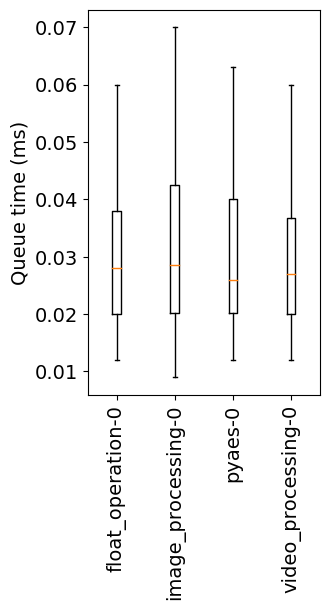 Queue time (ms)
0.07
0.06
0.05
0.04
0.03
0.02
0.01
float_operation-0
image_processing-0
pyaes-0
video_processing-0